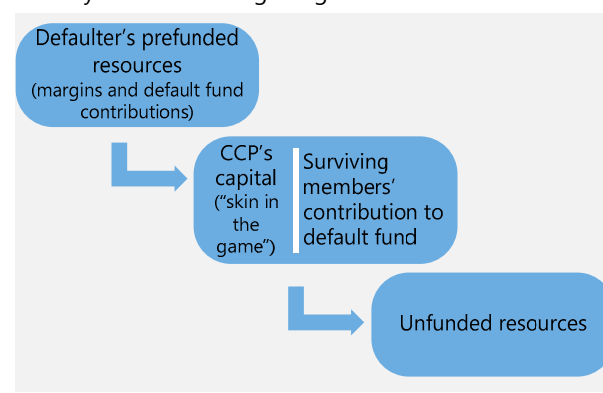 Defaulter's prefunded
resources
(margins and default fund
contributions)
CCP's
capital
("skin in
the
game")
Surviving
members'
contribution to
default fund
Unfunded resources